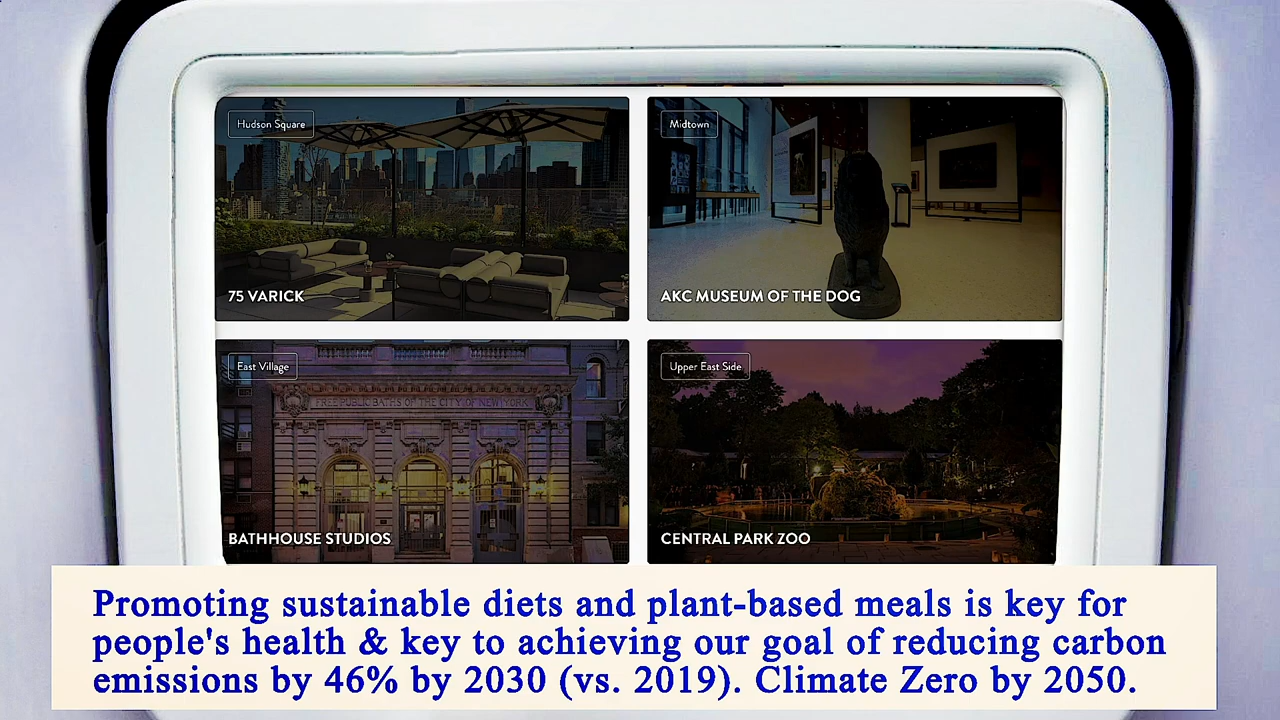 Hudson Square
75 VARICK
Midtown
AKC MUSEUM OF THE DOG
East Village
FREE PUBLIC BATHS OF THE CITY OF NEW YORK
BATHHOUSE STUDIOS
Upper East Side
CENTRAL PARK ZOO
Promoting sustainable diets and plant-based meals is key for
people's health & key to achieving our goal of reducing carbon
emissions by 46% by 2030 (vs. 2019). Climate Zero by 2050.